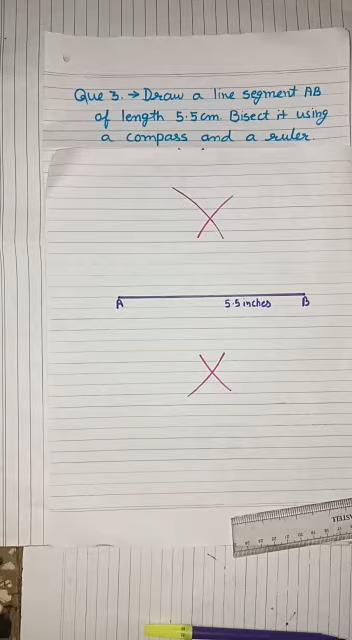 Que 3. → Draw a line segment AB
of length 5.5 cm. Bisect it using
a compass and a ruler.
A 5.5 inches B